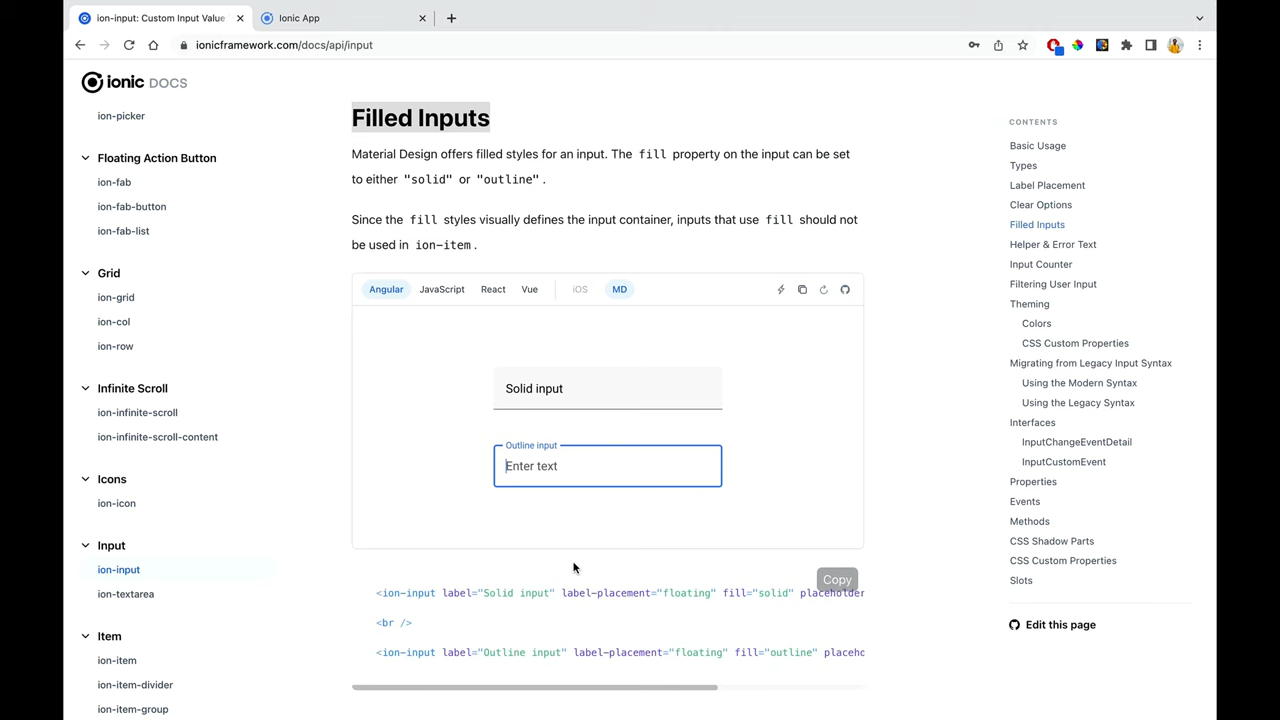 ion-input: Custom Input Value
Ionic App
ionicframework.com/docs/api/input
ionic DOCS
ion-picker
Floating Action Button
ion-fab
ion-fab-button
ion-fab-list
Grid
ion-grid
ion-col
ion-row
Infinite Scroll
ion-infinite-scroll
ion-infinite-scroll-content
Icons
ion-icon
Input
ion-input
ion-textarea
Item
ion-item
ion-item-divider
ion-item-group
Filled Inputs
Material Design offers filled styles for an input. The fill property on the input can be set
to either "solid" or "outline".
Since the fill styles visually defines the input container, inputs that use fill should not
be used in ion-item.
Angular JavaScript React Vue iOS MD
Solid input
Outline input
Enter text
Copy
<ion-input label="Solid input" label-placement="floating" fill="solid" placeholder
<br />
<ion-input label="Outline input" label-placement="floating" fill="outline" placeho
CONTENTS
Basic Usage
Types
Label Placement
Clear Options
Filled Inputs
Helper & Error Text
Input Counter
Filtering User Input
Theming
Colors
CSS Custom Properties
Migrating from Legacy Input Syntax
Using the Modern Syntax
Using the Legacy Syntax
Interfaces
InputChangeEventDetail
InputCustomEvent
Properties
Events
Methods
CSS Shadow Parts
CSS Custom Properties
Slots
Edit this page